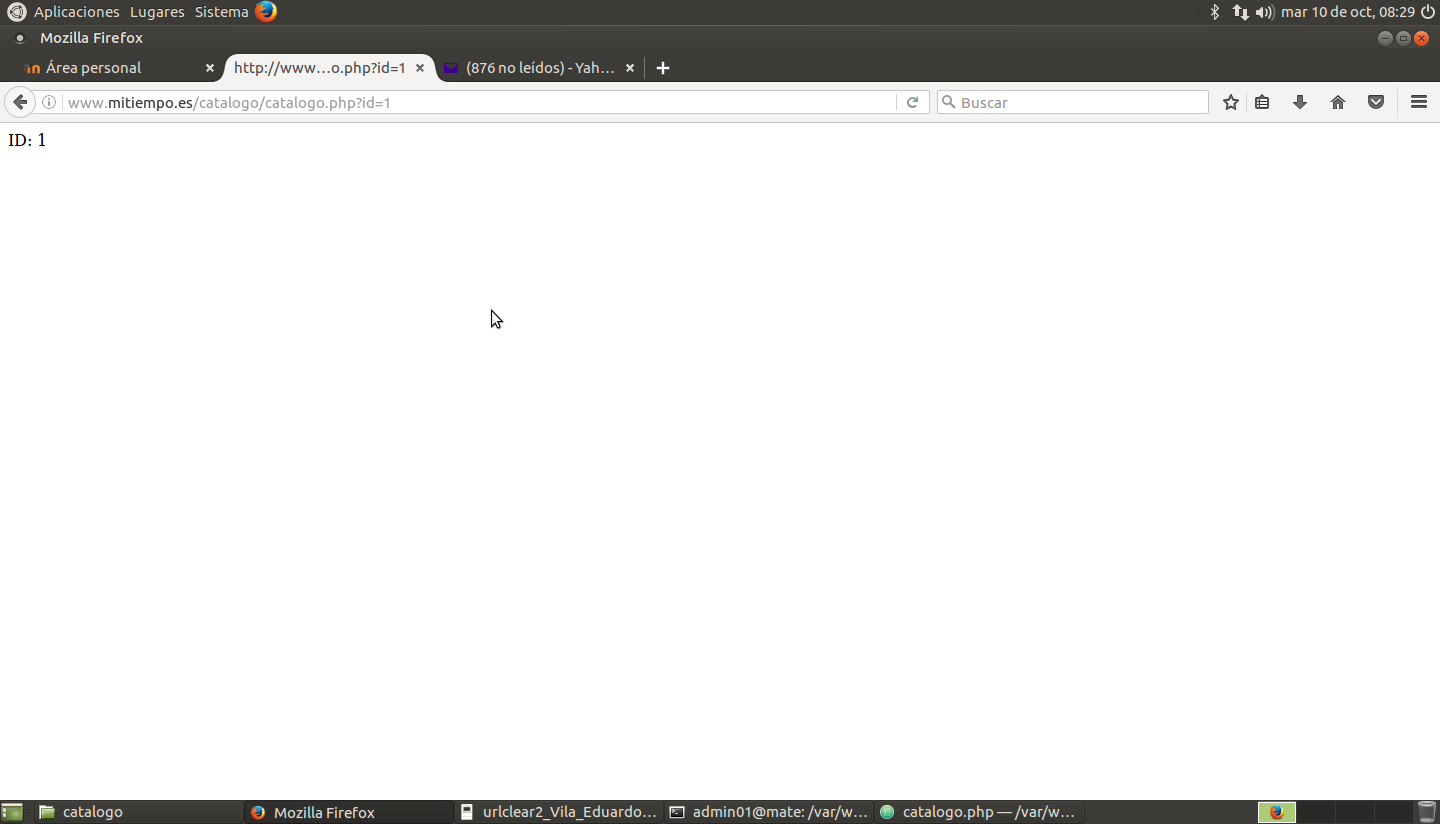 Aplicaciones Lugares Sistema mar 10 de oct, 08:29
Mozilla Firefox
Área personal http://www...o.php?id=1 (876 no leídos) - Yah...
www.mitiempo.es/catalogo/catalogo.php?id=1 Buscar
ID: 1
catalogo Mozilla Firefox urlclear2_Vila_Eduardo... admin01@mate: /var/w... catalogo.php — /var/w...